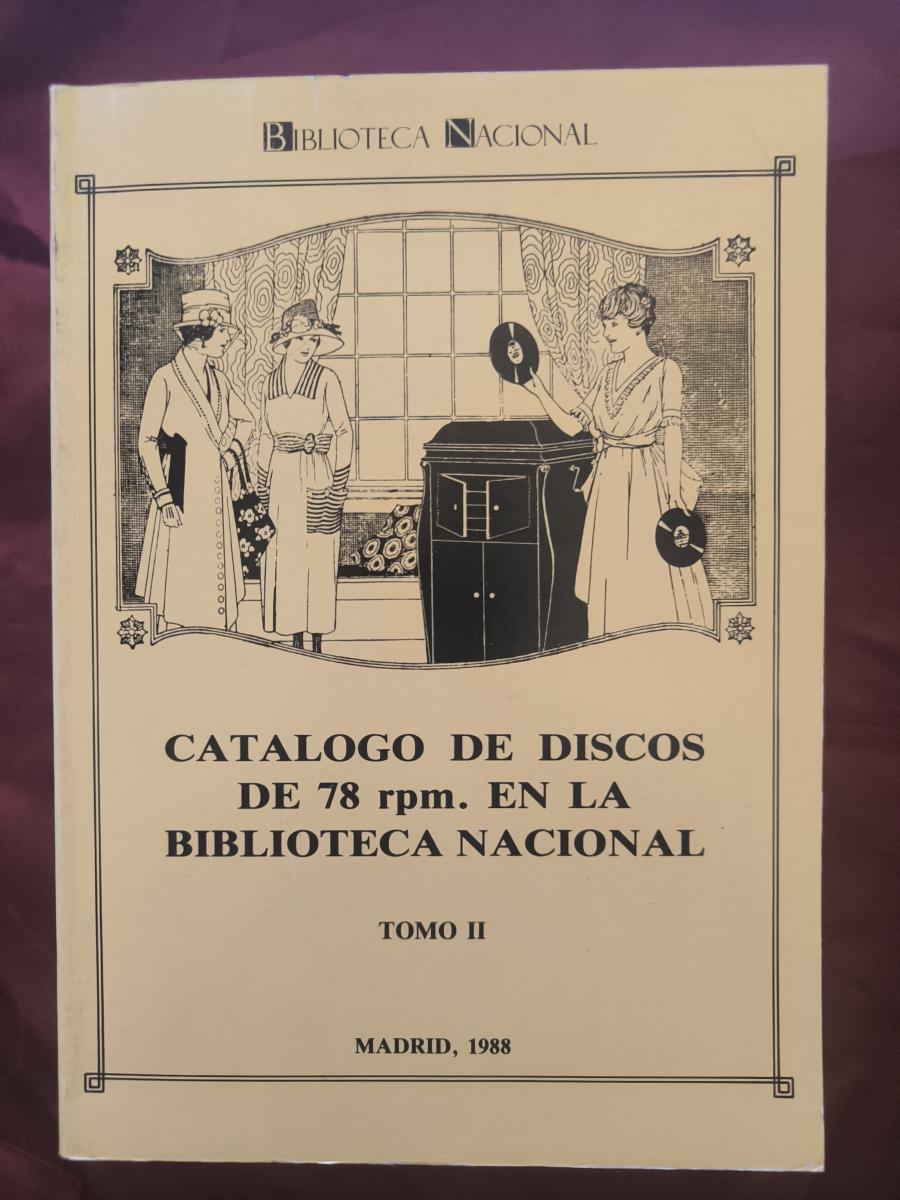 BIBLIOTECA NACIONAL
CATALOGO DE DISCOS
DE 78 rpm. EN LA
BIBLIOTECA NACIONAL
TOMO II
MADRID, 1988